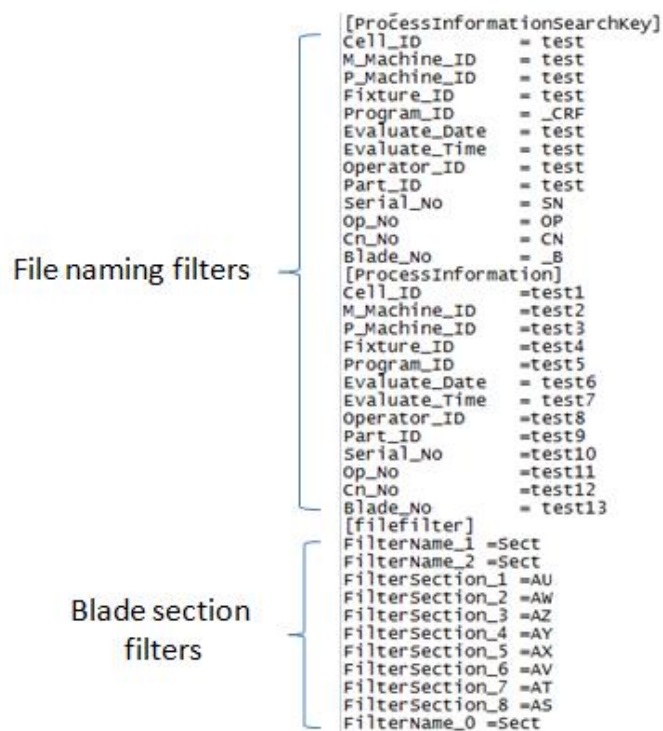 [ProcessInformationSearchKey]
Cell_ID = test
M_Machine_ID = test
P_Machine_ID = test
Fixture_ID = test
Program_ID = _CRF
Evaluate_Date = test
Evaluate_Time = test
Operator_ID = test
Part_ID = test
Serial_No = SN
Op_No = OP
Cn_No = CN
Blade_No = _B
File naming filters
[ProcessInformation]
Cell_ID =test1
M_Machine_ID =test2
P_Machine_ID =test3
Fixture_ID =test4
Program_ID =test5
Evaluate_Date = test6
Evaluate_Time = test7
Operator_ID =test8
Part_ID =test9
Serial_No =test10
Op_No =test11
Cn_No =test12
Blade_No = test13
[filefilter]
FilterName_1 =Sect
FilterName_2 =Sect
FilterSection_1 =AU
FilterSection_2 =AW
FilterSection_3 =AZ
FilterSection_4 =AY
FilterSection_5 =AX
FilterSection_6 =AV
FilterSection_7 =AT
FilterSection_8 =AS
FilterName_0 =Sect
Blade section
filters